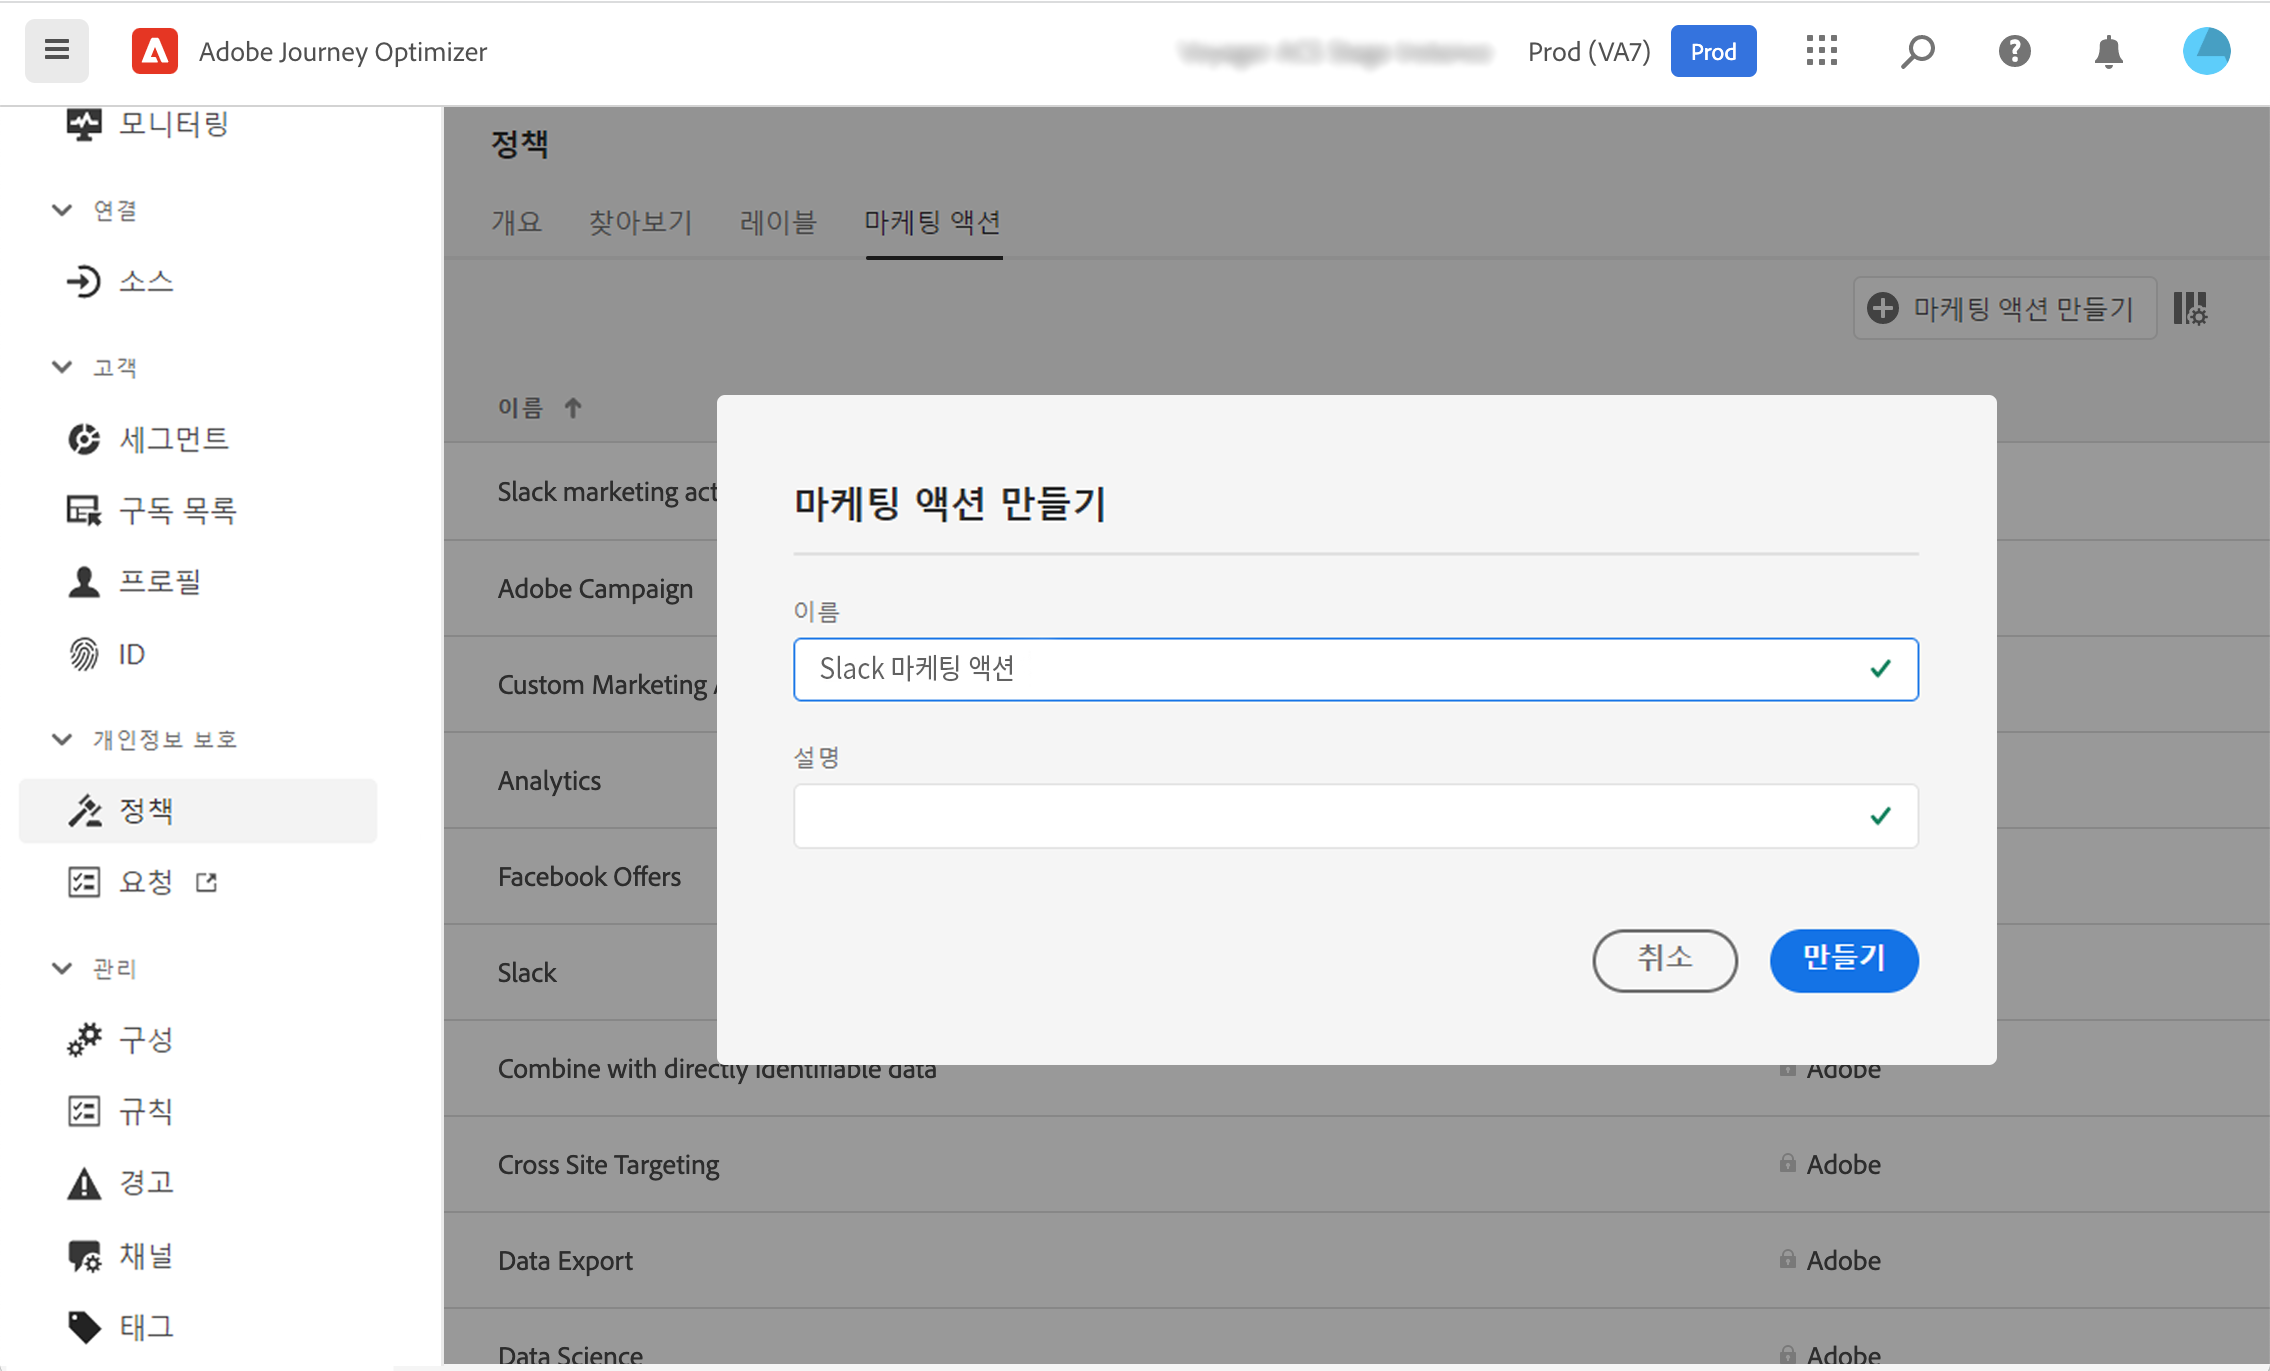 Adobe Journey Optimizer
Prod (VA7)
Prod
모니터링
연결
소스
고객
세그먼트
구독 목록
프로필
ID
개인정보 보호
정책
요청
관리
구성
규칙
경고
채널
태그
정책
개요 찾아보기 레이블 마케팅 액션
마케팅 액션 만들기
이름
Slack marketing act
Adobe Campaign
Custom Marketing
Analytics
Facebook Offers
Slack
Combine with directly identifiable data Adobe
Cross Site Targeting Adobe
Data Export Adobe
Data Science Adobe
마케팅 액션 만들기
이름
Slack 마케팅 액션
설명
취소 만들기